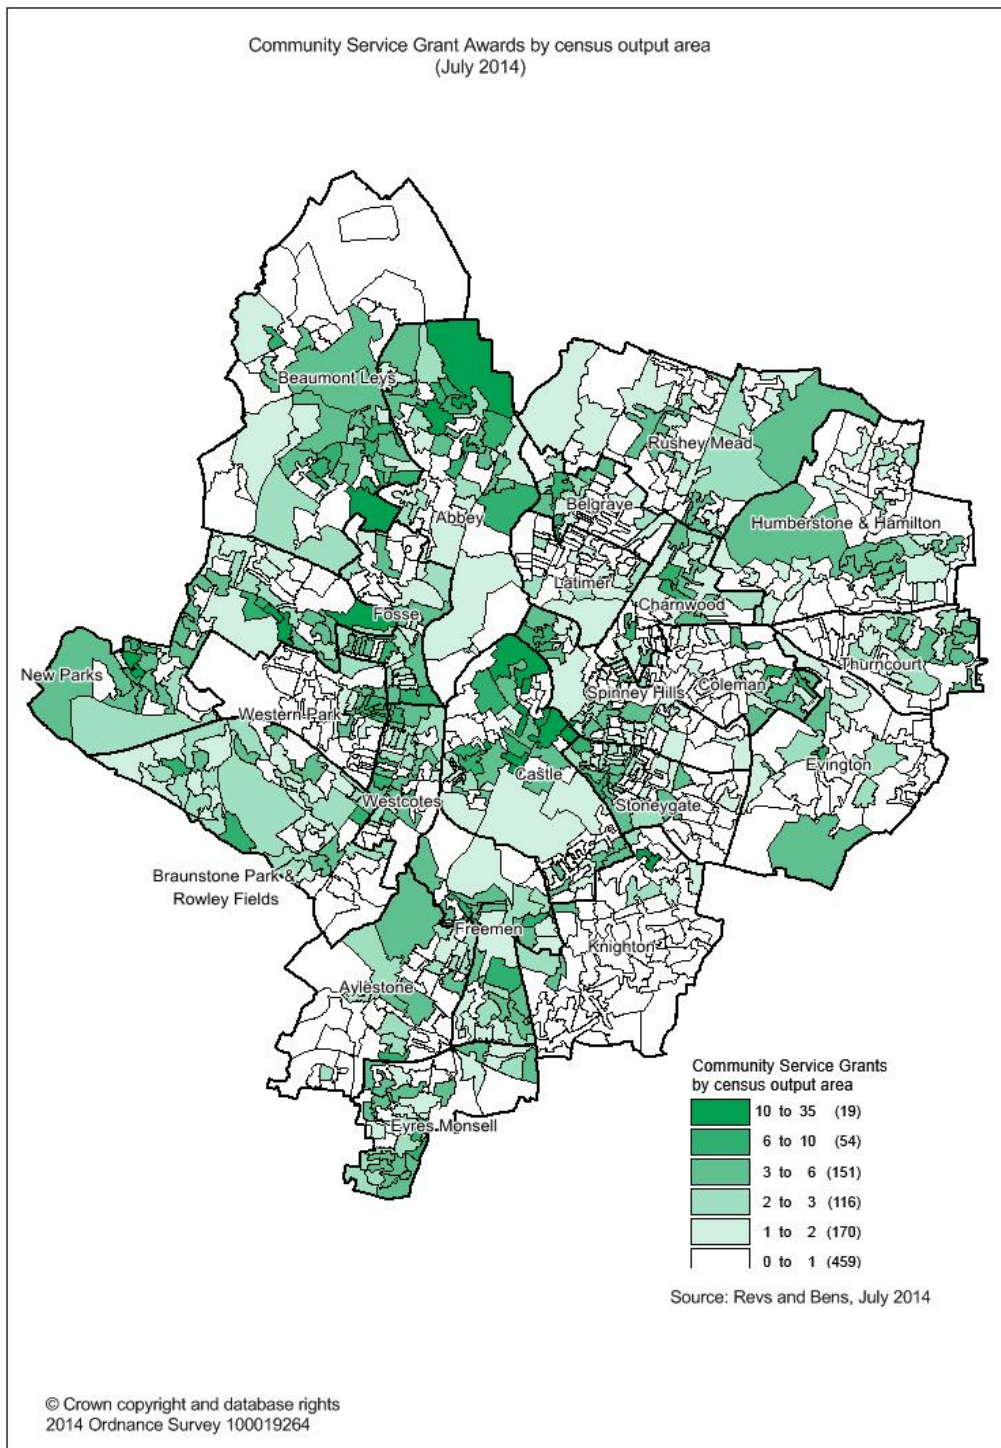 Community Service Grant Awards by census output area
(July 2014)
Beaumont Leys
Rushey Mead
Abbey
Belgrave
Humberstone & Hamilton
Latimer
Charnwood
Fosse
New Parks
Thurncourt
Spinney Hills
Coleman
Western Park
Evington
Castle
Westcotes
Stoneygate
Braunstone Park &
Rowley Fields
Freemen
Knighton
Aylestone
Eyres Monsell
Community Service Grants
by census output area
10 to 35 (19)
6 to 10 (54)
3 to 6 (151)
2 to 3 (116)
1 to 2 (170)
0 to 1 (459)
Source: Revs and Bens, July 2014
© Crown copyright and database rights
2014 Ordnance Survey 100019264